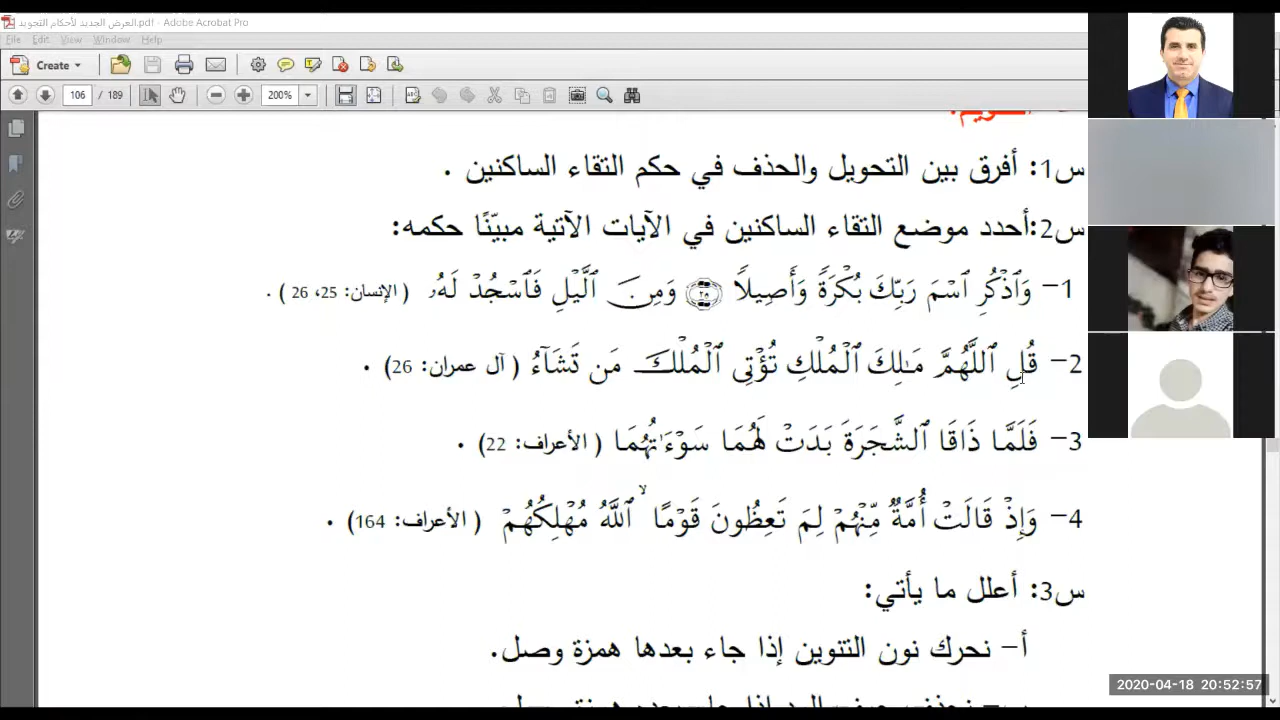 العرض الجديد لأحكام التجويد.pdf - Adobe Acrobat Pro
File Edit View Window Help
Create
106 / 189 200%
س1: أفرق بين التحويل والحذف في حكم التقاء الساكنين .
س2:أحدد موضع التقاء الساكنين في الآيات الآتية مبيّنًا حكمه:
1- وَٱذْكُرِ ٱسْمَ رَبِّكَ بُكْرَةً وَأَصِيلًا ٢٥ وَمِنَ ٱلَّيْلِ فَٱسْجُدْ لَهُۥ ( الإنسان: 25، 26 ) .
2- قُلِ ٱللَّهُمَّ مَـٰلِكَ ٱلْمُلْكِ تُؤْتِى ٱلْمُلْكَ مَن تَشَآءُ ( آل عمران: 26) .
3- فَلَمَّا ذَاقَا ٱلشَّجَرَةَ بَدَتْ لَهُمَا سَوْءَٰتُهُمَا ( الأعراف: 22) .
4- وَإِذْ قَالَتْ أُمَّةٌ مِّنْهُمْ لِمَ تَعِظُونَ قَوْمًا ۙ ٱللَّهُ مُهْلِكُهُمْ ( الأعراف: 164) .
س3: أعلل ما يأتي:
أ- نحرك نون التنوين إذا جاء بعدها همزة وصل.
2020-04-18 20:52:57